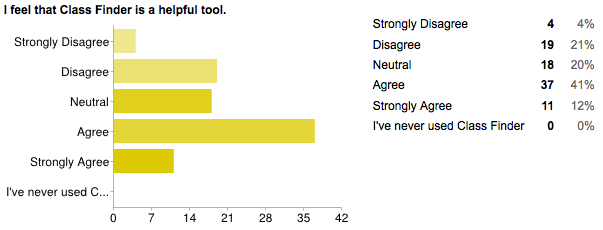 I feel that Class Finder is a helpful tool.
Strongly Disagree
Disagree
Neutral
Agree
Strongly Agree
I've never used C...
0 7 14 21 28 35 42
Strongly Disagree 4 4%
Disagree 19 21%
Neutral 18 20%
Agree 37 41%
Strongly Agree 11 12%
I've never used Class Finder 0 0%